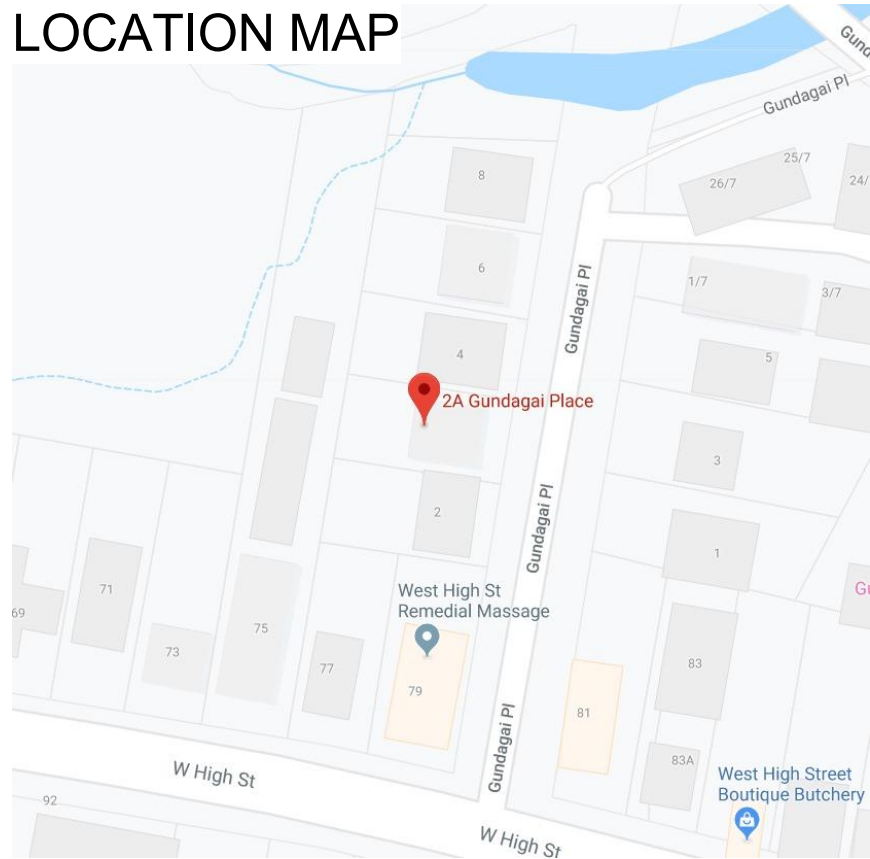 LOCATION MAP
Gund
Gundagai Pl
25/7
26/7
24/
8
6
Gundagai Pl
1/7
3/7
4
5
2A Gundagai Place
3
2
Gundagai Pl
1
West High St
Remedial Massage
Gu
71
69
75
73
77
79
83
81
Gundagai Pl
83A
W High St
West High Street
Boutique Butchery
92
W High St